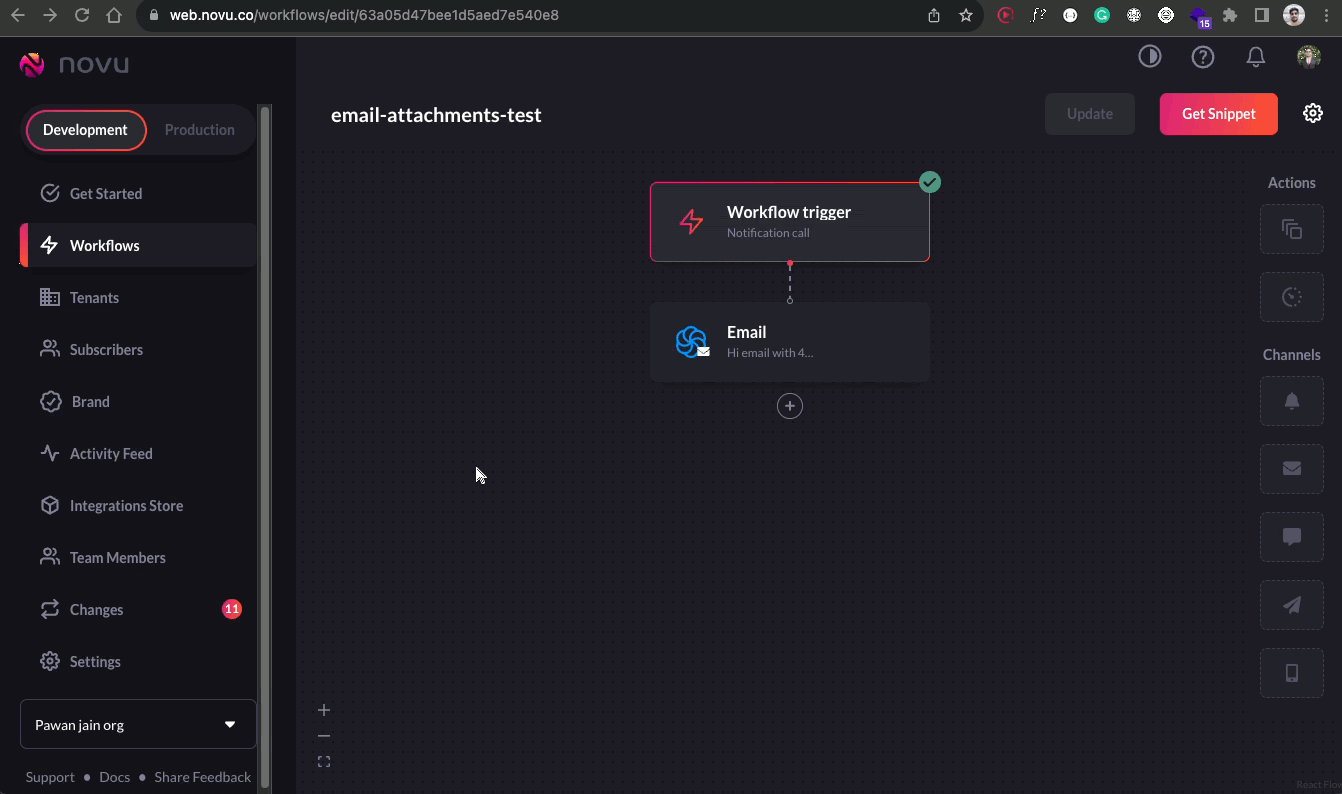 web.novu.co/workflows/edit/63a05d47bee1d5aed7e540e8
15
novu
Development
Production
Get Started
Workflows
Tenants
Subscribers
Brand
Activity Feed
Integrations Store
Team Members
Changes
11
Settings
Pawan jain org
Support • Docs • Share Feedback
email-attachments-test
Update
Get Snippet
Workflow trigger
Notification call
Email
Hi email with 4...
Actions
Channels
React Flow